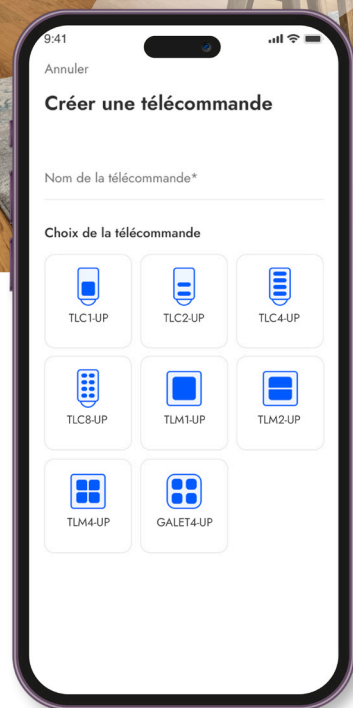 9:41
Annuler
Créer une télécommande
Nom de la télécommande*
Choix de la télécommande
TLC1-UP
TLC2-UP
TLC4-UP
TLC8-UP
TLM1-UP
TLM2-UP
TLM4-UP
GALET4-UP